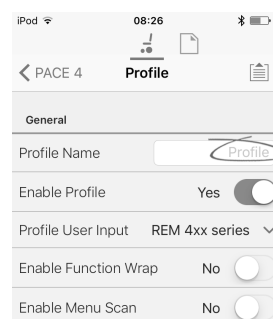 iPod 08:26
PACE 4 Profile
General
Profile Name Profile
Enable Profile Yes
Profile User Input REM 4xx series
Enable Function Wrap No
Enable Menu Scan No